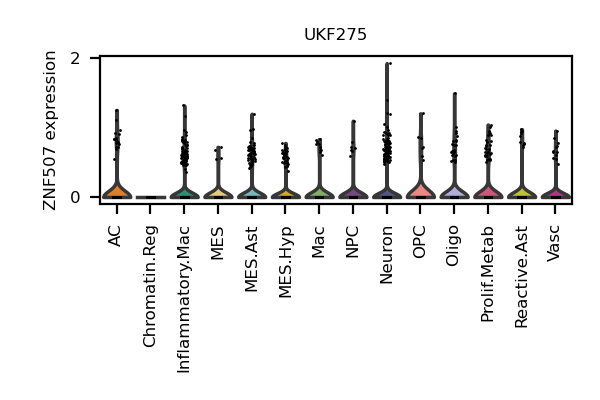 UKF275
ZNF507 expression
2
0
AC
Chromatin.Reg
Inflammatory.Mac
MES
MES.Ast
MES.Hyp
Mac
NPC
Neuron
OPC
Oligo
Prolif.Metab
Reactive.Ast
Vasc